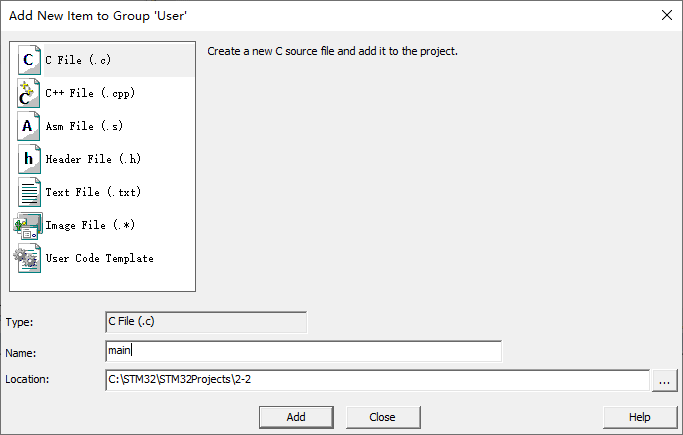 Add New Item to Group 'User'
C File (.c)
Create a new C source file and add it to the project.
C++ File (.cpp)
Asm File (.s)
Header File (.h)
Text File (.txt)
Image File (.*)
User Code Template
Type:
C File (.c)
Name:
main
Location:
C:\STM32\STM32Projects\2-2
...
Add
Close
Help